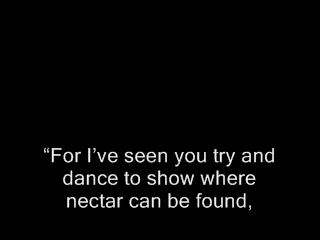 “For I’ve seen you try and
dance to show where
nectar can be found,